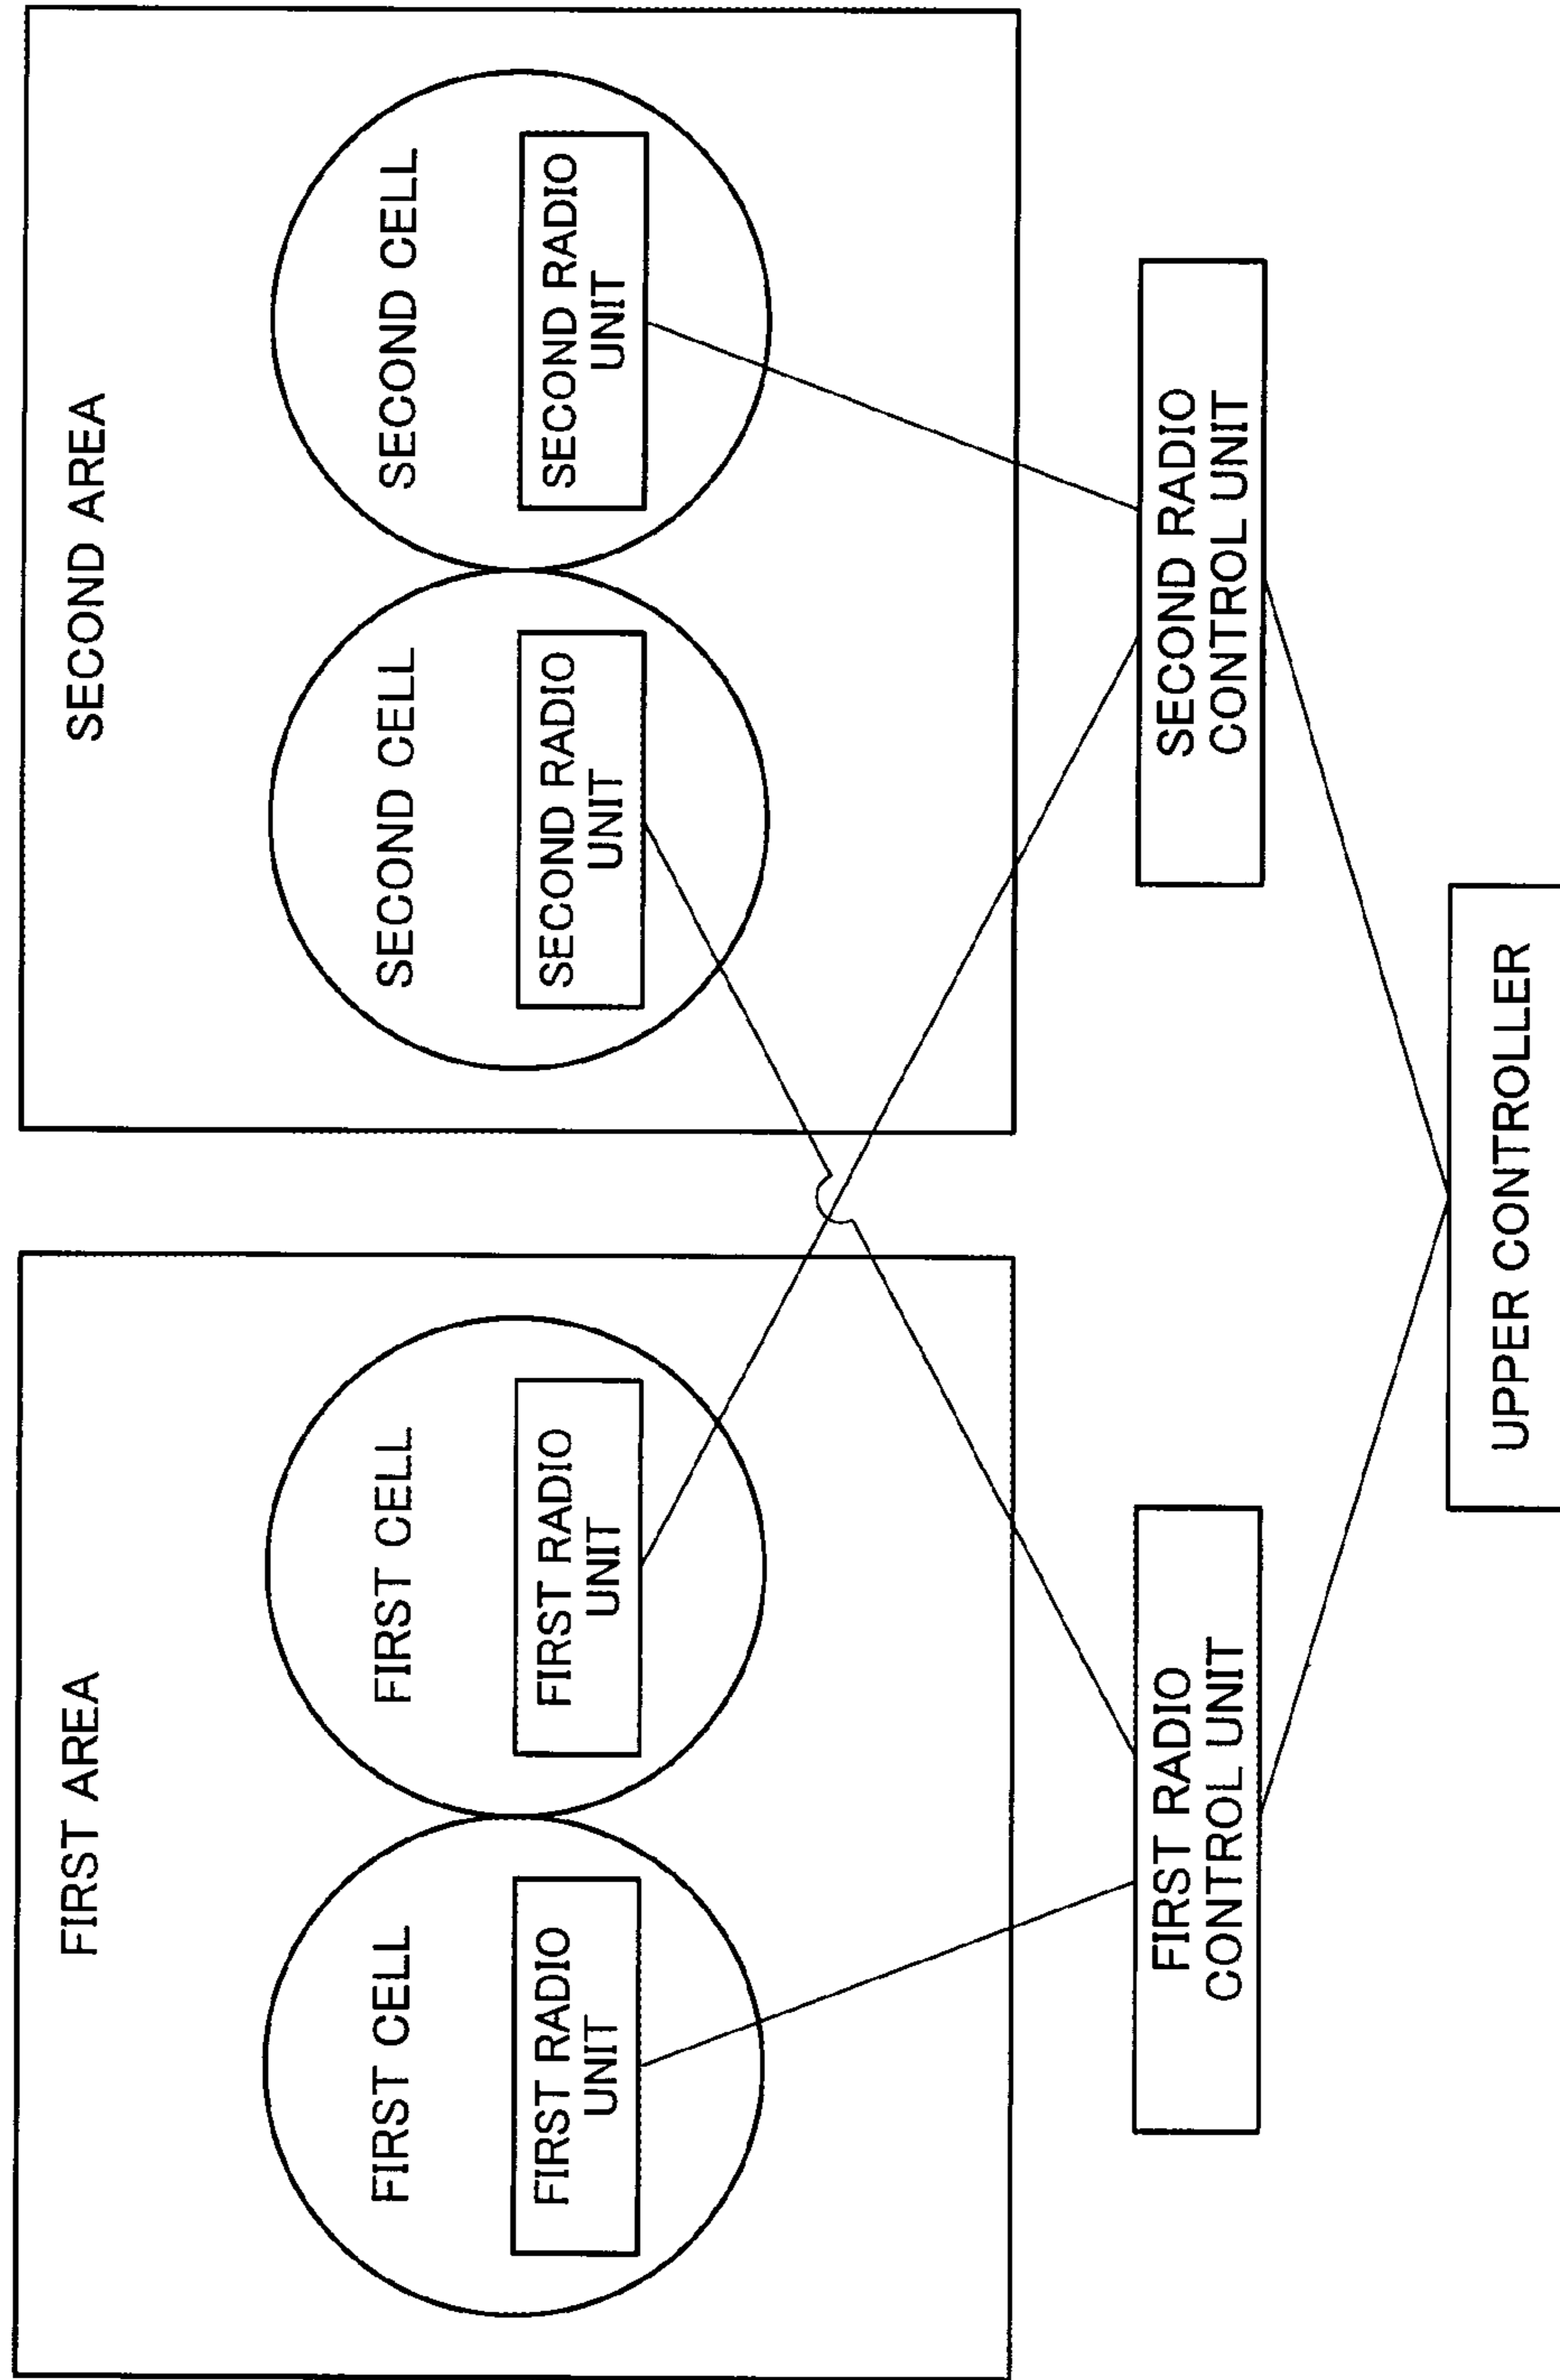 FIRST AREA
FIRST CELL
FIRST RADIO
UNIT
FIRST CELL
FIRST RADIO
UNIT
SECOND AREA
SECOND CELL
SECOND RADIO
UNIT
SECOND CELL
SECOND RADIO
UNIT
FIRST RADIO
CONTROL UNIT
SECOND RADIO
CONTROL UNIT
UPPER CONTROLLER